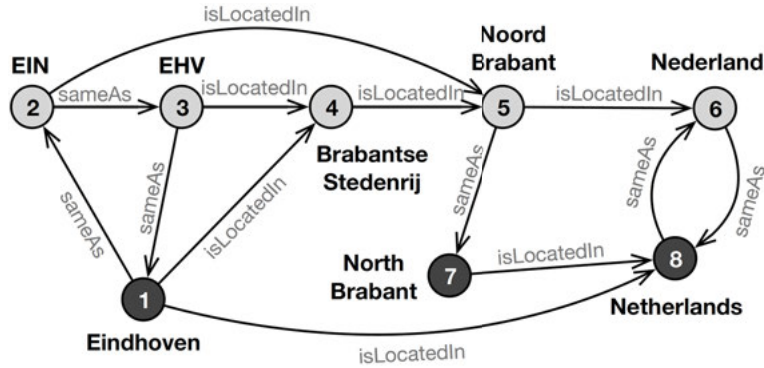 isLocatedIn
EIN
EHV
Noord
Brabant
Nederland
2
sameAs
3
isLocatedIn
4
isLocatedIn
5
isLocatedIn
6
Brabantse
Stedenrij
sameAs
sameAs
isLocatedIn
sameAs
sameAs
sameAs
North
Brabant
7
isLocatedIn
8
1
Eindhoven
Netherlands
isLocatedIn